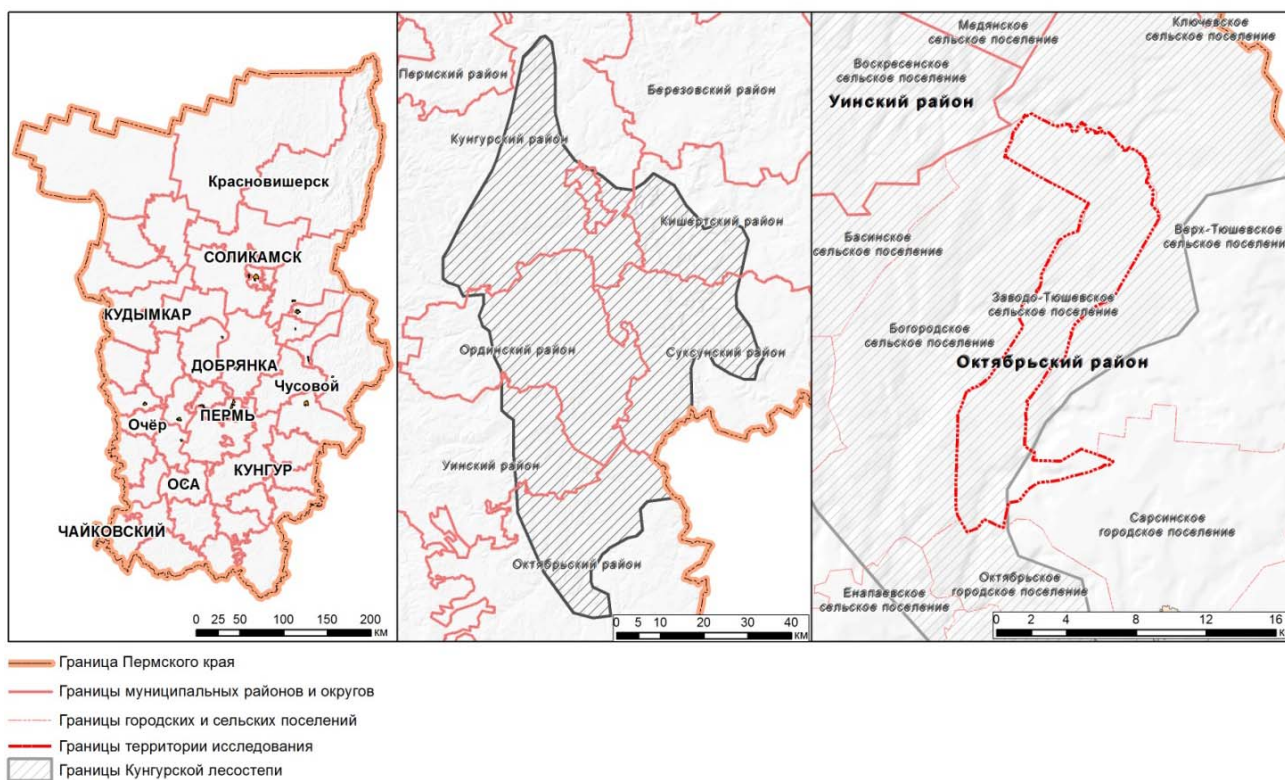 Красновишерск
СОЛИКАМСК
КУДЫМКАР
ДОБРЯНКА
Чусовой
ПЕРМЬ
Очёр
КУНГУР
ОСА
ЧАЙКОВСКИЙ
0 25 50 100 150 200
км
Пермский район
Березовский район
Кунгурский район
Кишертский район
Ординский район
Суксунский район
Уинский район
Октябрьский район
0 5 10 20 30 40
км
Медянское
сельское поселение
Ключевское
сельское поселение
Воскресенское
сельское поселение
Уинский район
Басинское
сельское поселение
Верх-Тюшевское
сельское поселение
Заводо-Тюшевское
сельское поселение
Богородское
сельское поселение
Октябрьский район
Сарсинское
городское поселение
Октябрьское
городское поселение
Енапаевское
сельское поселение
0 2 4 8 12 16
Граница Пермского края
Границы муниципальных районов и округов
Границы городских и сельских поселений
Границы территории исследования
Границы Кунгурской лесостепи